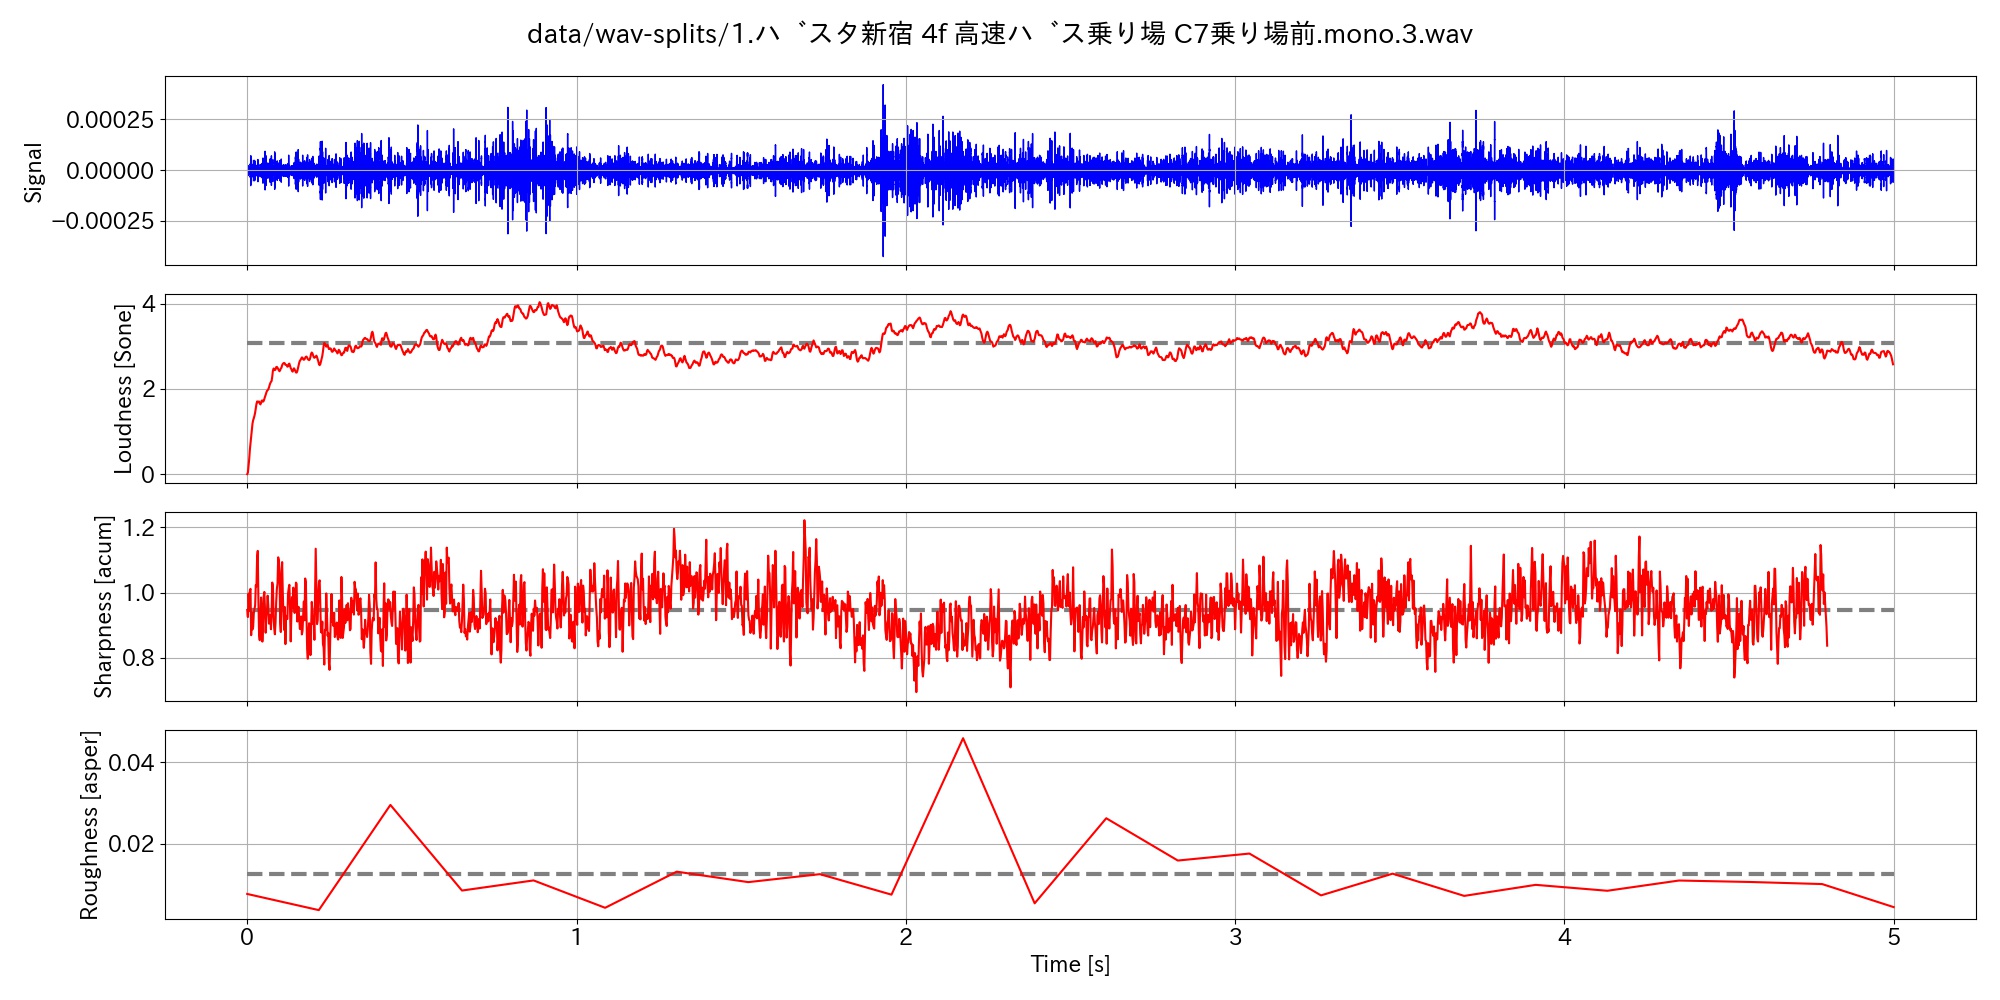 data/wav-splits/1.バスタ新宿 4f 高速バス乗り場 C7乗り場前.mono.3.wav
Signal
0.00025
0.00000
−0.00025
Loudness [Sone]
4
2
0
Sharpness [acum]
1.2
1.0
0.8
Roughness [asper]
0.04
0.02
0 1 2 3 4 5
Time [s]